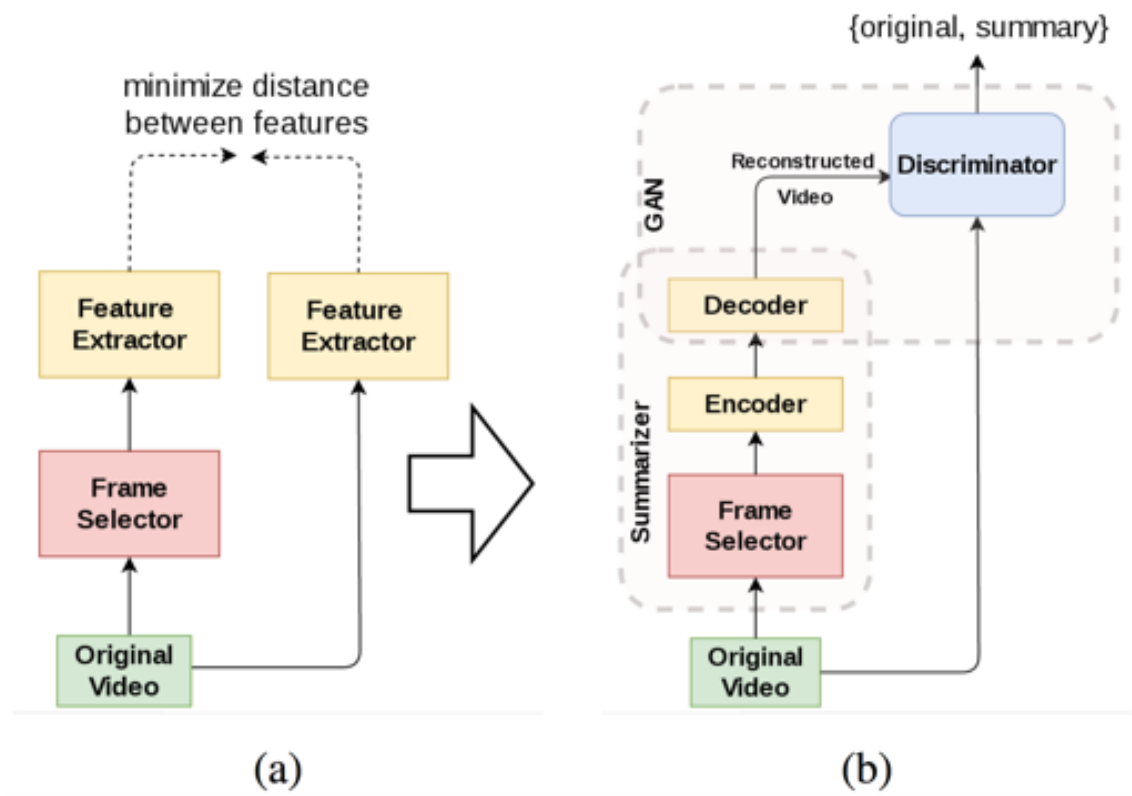 minimize distance
between features
Feature
Extractor
Feature
Extractor
Frame
Selector
Original
Video
(a)
{original, summary}
Discriminator
Reconstructed
Video
GAN
Decoder
Encoder
Summarizer
Frame
Selector
Original
Video
(b)